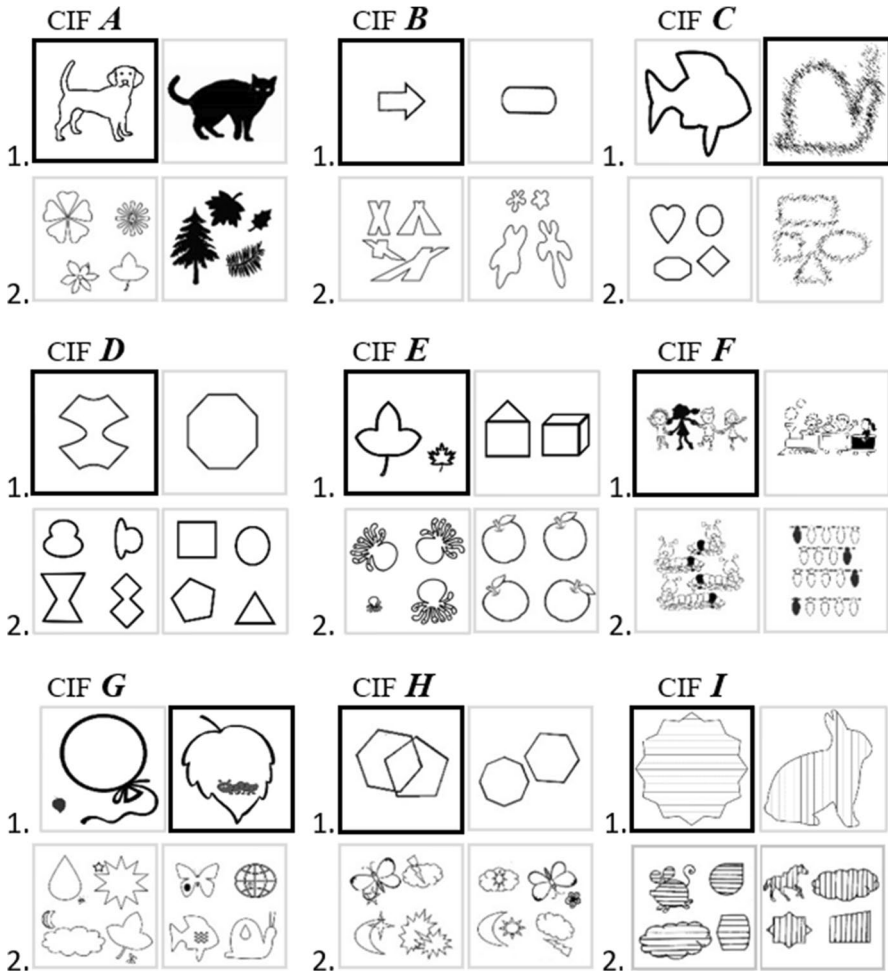 CIF A
CIF B
CIF C
1.
1.
1.
2.
2.
2.
CIF D
CIF E
CIF F
1.
1.
1.
2.
2.
2.
CIF G
CIF H
CIF I
1.
1.
1.
2.
2.
2.